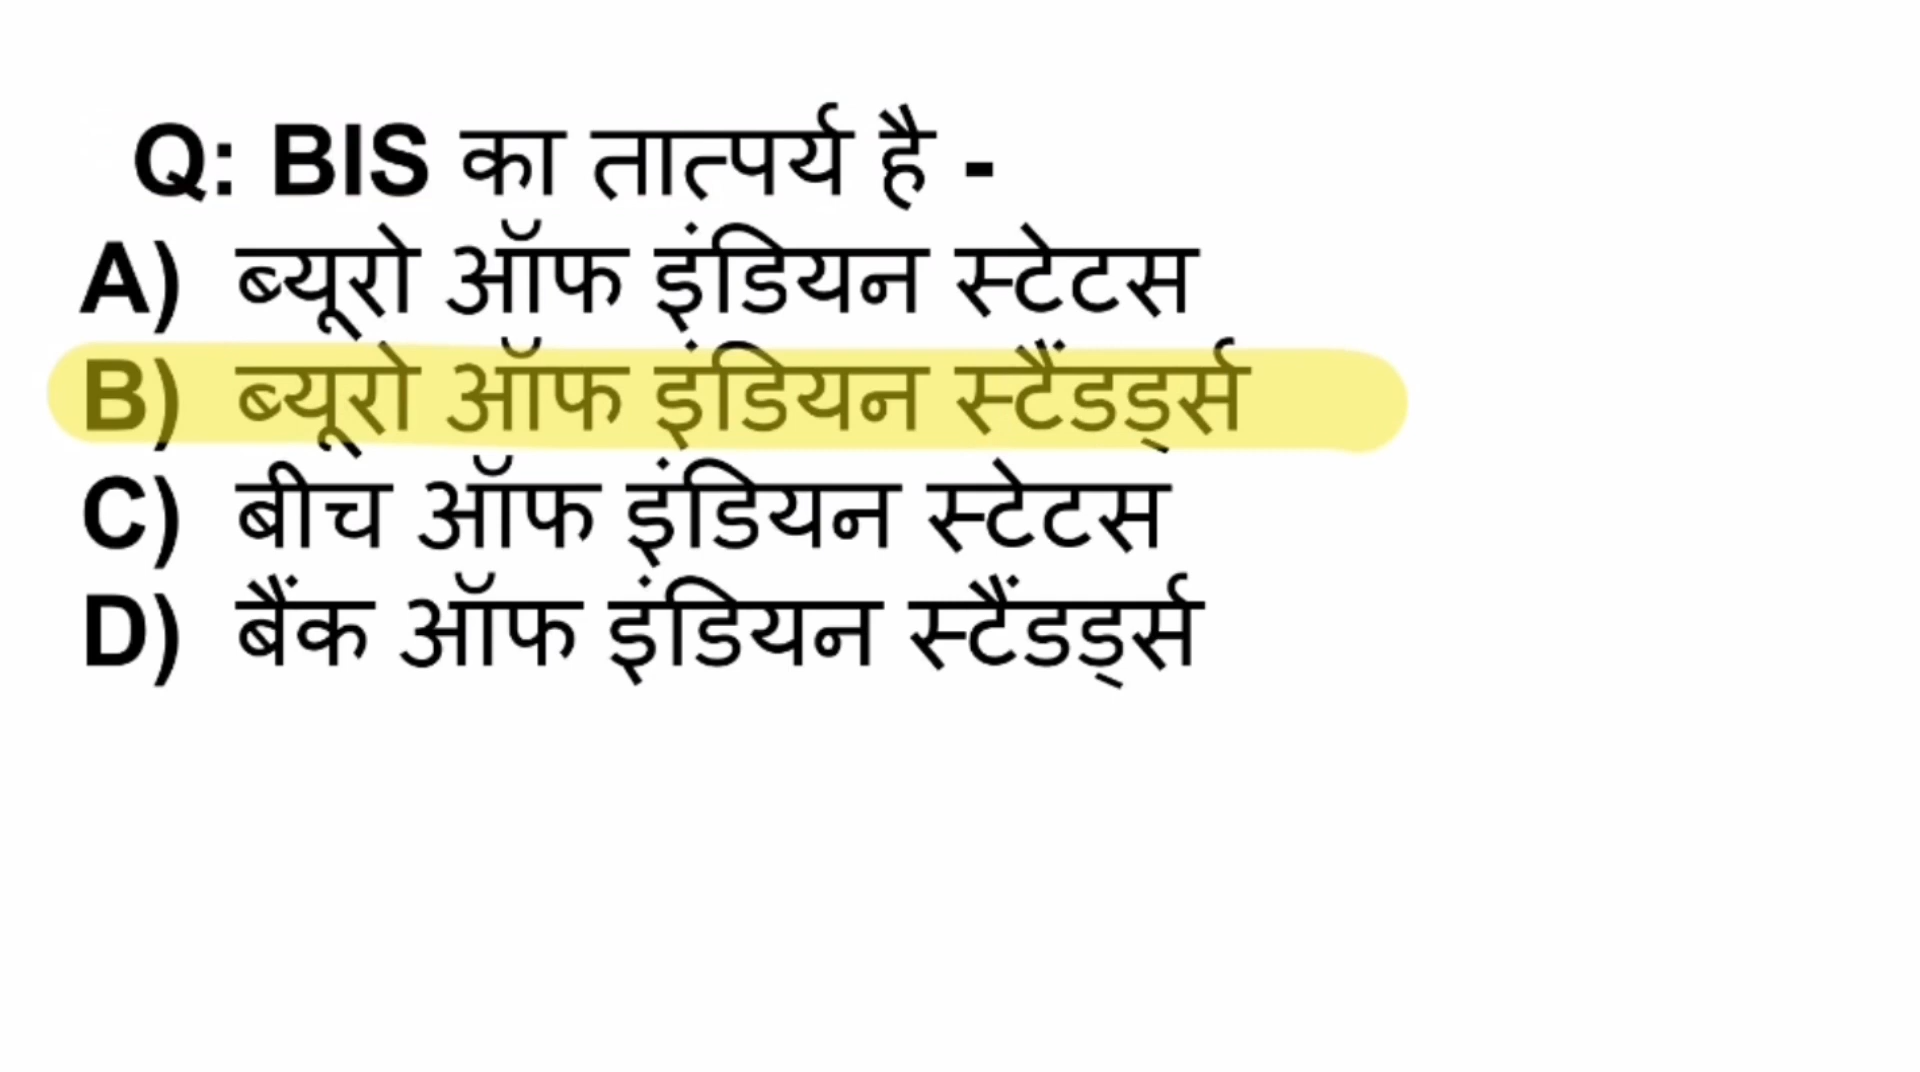 Q: BIS का तात्पर्य है -
A) ब्यूरो ऑफ इंडियन स्टेटस
B) ब्यूरो ऑफ इंडियन स्टैंडर्ड्स
C) बीच ऑफ इंडियन स्टेटस
D) बैंक ऑफ इंडियन स्टैंडर्ड्स